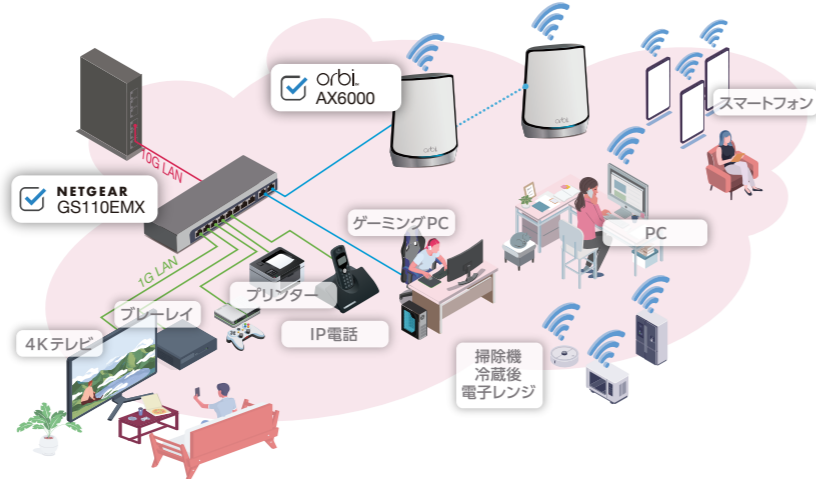 orbi™
AX6000
orbi
orbi
スマートフォン
10G LAN
NETGEAR
GS110EMX
ゲーミングPC
PC
1G LAN
プリンター
ブルーレイ
IP電話
4Kテレビ
掃除機
冷蔵後
電子レンジ